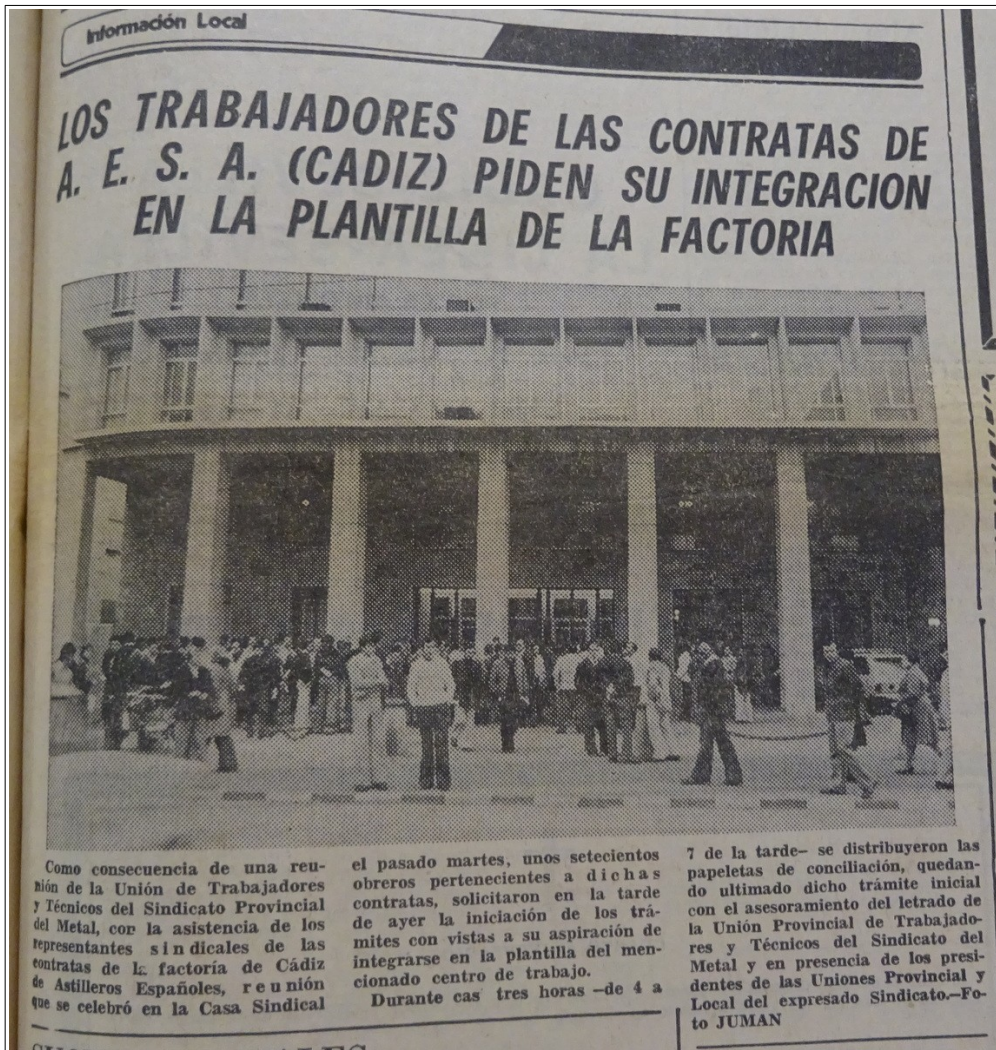 Información Local
LOS TRABAJADORES DE LAS CONTRATAS DE
A. E. S. A. (CADIZ) PIDEN SU INTEGRACION
EN LA PLANTILLA DE LA FACTORIA
Como consecuencia de una reu-
nión de la Unión de Trabajadores
y Técnicos del Sindicato Provincial
del Metal, con la asistencia de los
representantes sindicales de las
contratas de la factoría de Cádiz
de Astilleros Españoles, reunión
que se celebró en la Casa Sindical
el pasado martes, unos setecientos
obreros pertenecientes a dichas
contratas, solicitaron en la tarde
de ayer la iniciación de los trá-
mites con vistas a su aspiración de
integrarse en la plantilla del men-
cionado centro de trabajo.
Durante cas tres horas —de 4 a
7 de la tarde— se distribuyeron las
papeletas de conciliación, quedan-
do ultimado dicho trámite inicial
con el asesoramiento del letrado de
la Unión Provincial de Trabajado-
res y Técnicos del Sindicato del
Metal y en presencia de los presi-
dentes de las Uniones Provincial y
Local del expresado Sindicato.—Fo-
to JUMAN